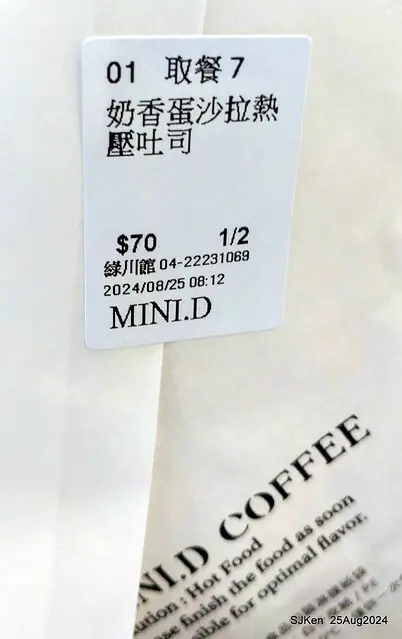 01 取餐 7
奶香蛋沙拉熱
壓吐司
$70 1/2
綠川館 04-22231069
2024/08/25 08:12
MINI.D
NI.D COFFEE
ution : Hot Food
se finish the food as soon
ble for optimal flavor.
SJKen 25Aug2024